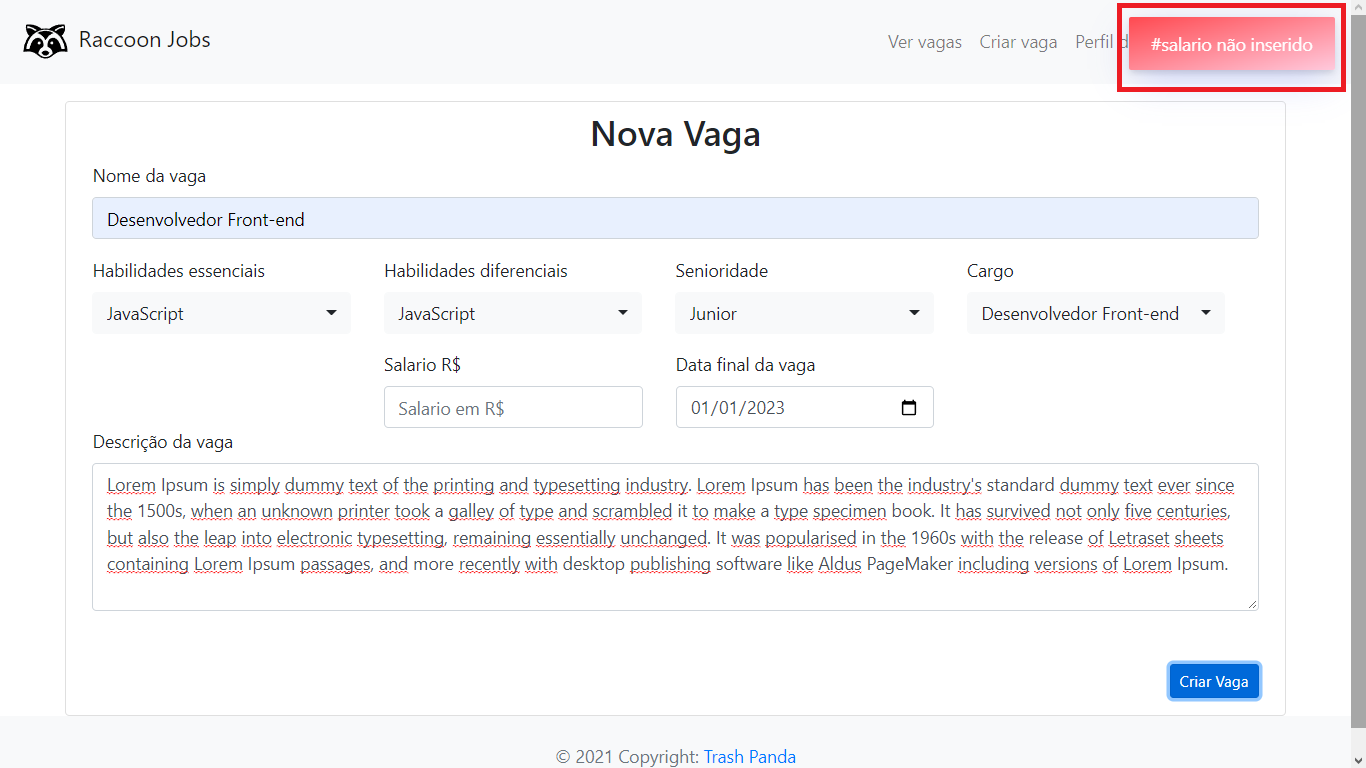 Raccoon Jobs
Ver vagas Criar vaga Perfil d
#salario não inserido
Nova Vaga
Nome da vaga
Desenvolvedor Front-end
Habilidades essenciais Habilidades diferenciais Senioridade Cargo
JavaScript JavaScript Junior Desenvolvedor Front-end
Salario R$ Data final da vaga
Salario em R$ 01/01/2023
Descrição da vaga
Lorem Ipsum is simply dummy text of the printing and typesetting industry. Lorem Ipsum has been the industry's standard dummy text ever since
the 1500s, when an unknown printer took a galley of type and scrambled it to make a type specimen book. It has survived not only five centuries,
but also the leap into electronic typesetting, remaining essentially unchanged. It was popularised in the 1960s with the release of Letraset sheets
containing Lorem Ipsum passages, and more recently with desktop publishing software like Aldus PageMaker including versions of Lorem Ipsum.
Criar Vaga
© 2021 Copyright: Trash Panda